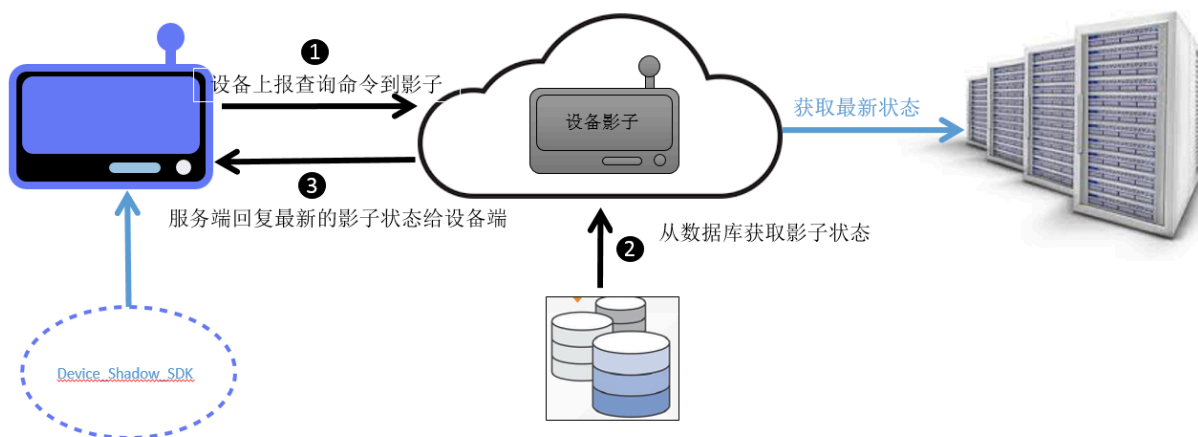 ❶
设备上报查询命令到影子
设备影子
获取最新状态
❸
服务端回复最新的影子状态给设备端
❷
从数据库获取影子状态
Device_Shadow_SDK